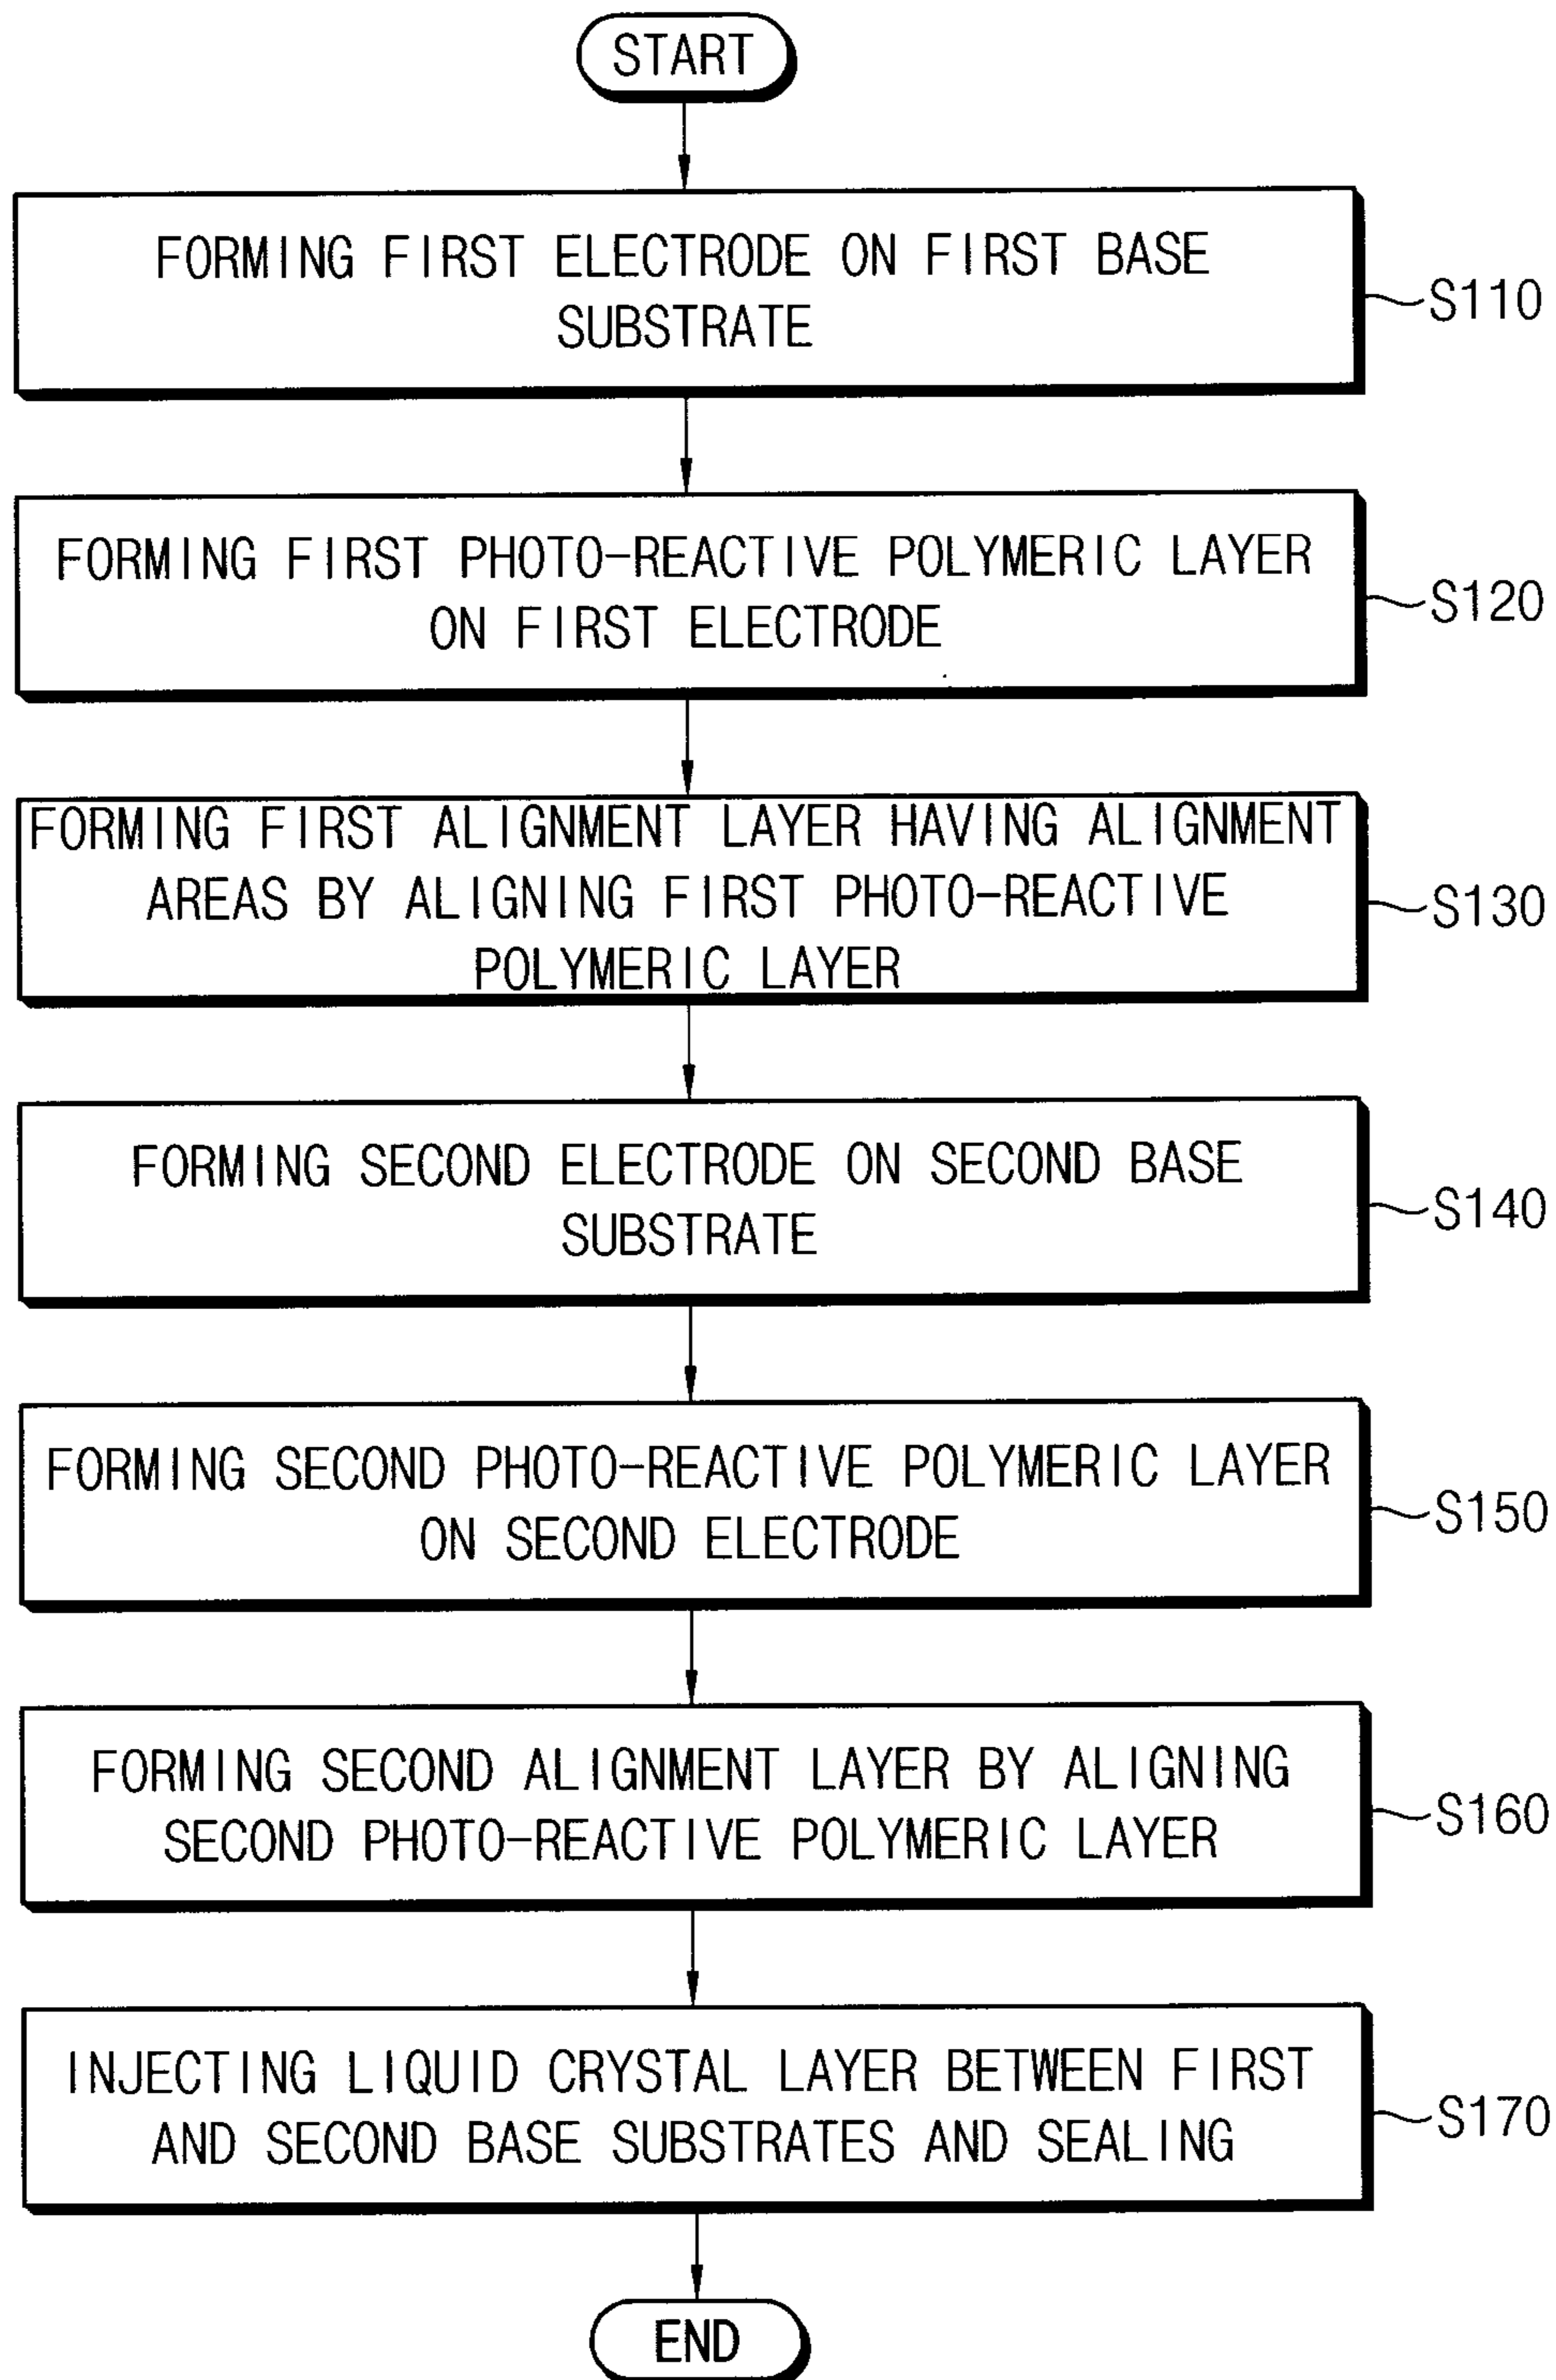 START
FORMING FIRST ELECTRODE ON FIRST BASE
SUBSTRATE
S110
FORMING FIRST PHOTO-REACTIVE POLYMERIC LAYER
ON FIRST ELECTRODE
S120
FORMING FIRST ALIGNMENT LAYER HAVING ALIGNMENT
AREAS BY ALIGNING FIRST PHOTO-REACTIVE
POLYMERIC LAYER
S130
FORMING SECOND ELECTRODE ON SECOND BASE
SUBSTRATE
S140
FORMING SECOND PHOTO-REACTIVE POLYMERIC LAYER
ON SECOND ELECTRODE
S150
FORMING SECOND ALIGNMENT LAYER BY ALIGNING
SECOND PHOTO-REACTIVE POLYMERIC LAYER
S160
INJECTING LIQUID CRYSTAL LAYER BETWEEN FIRST
AND SECOND BASE SUBSTRATES AND SEALING
S170
END